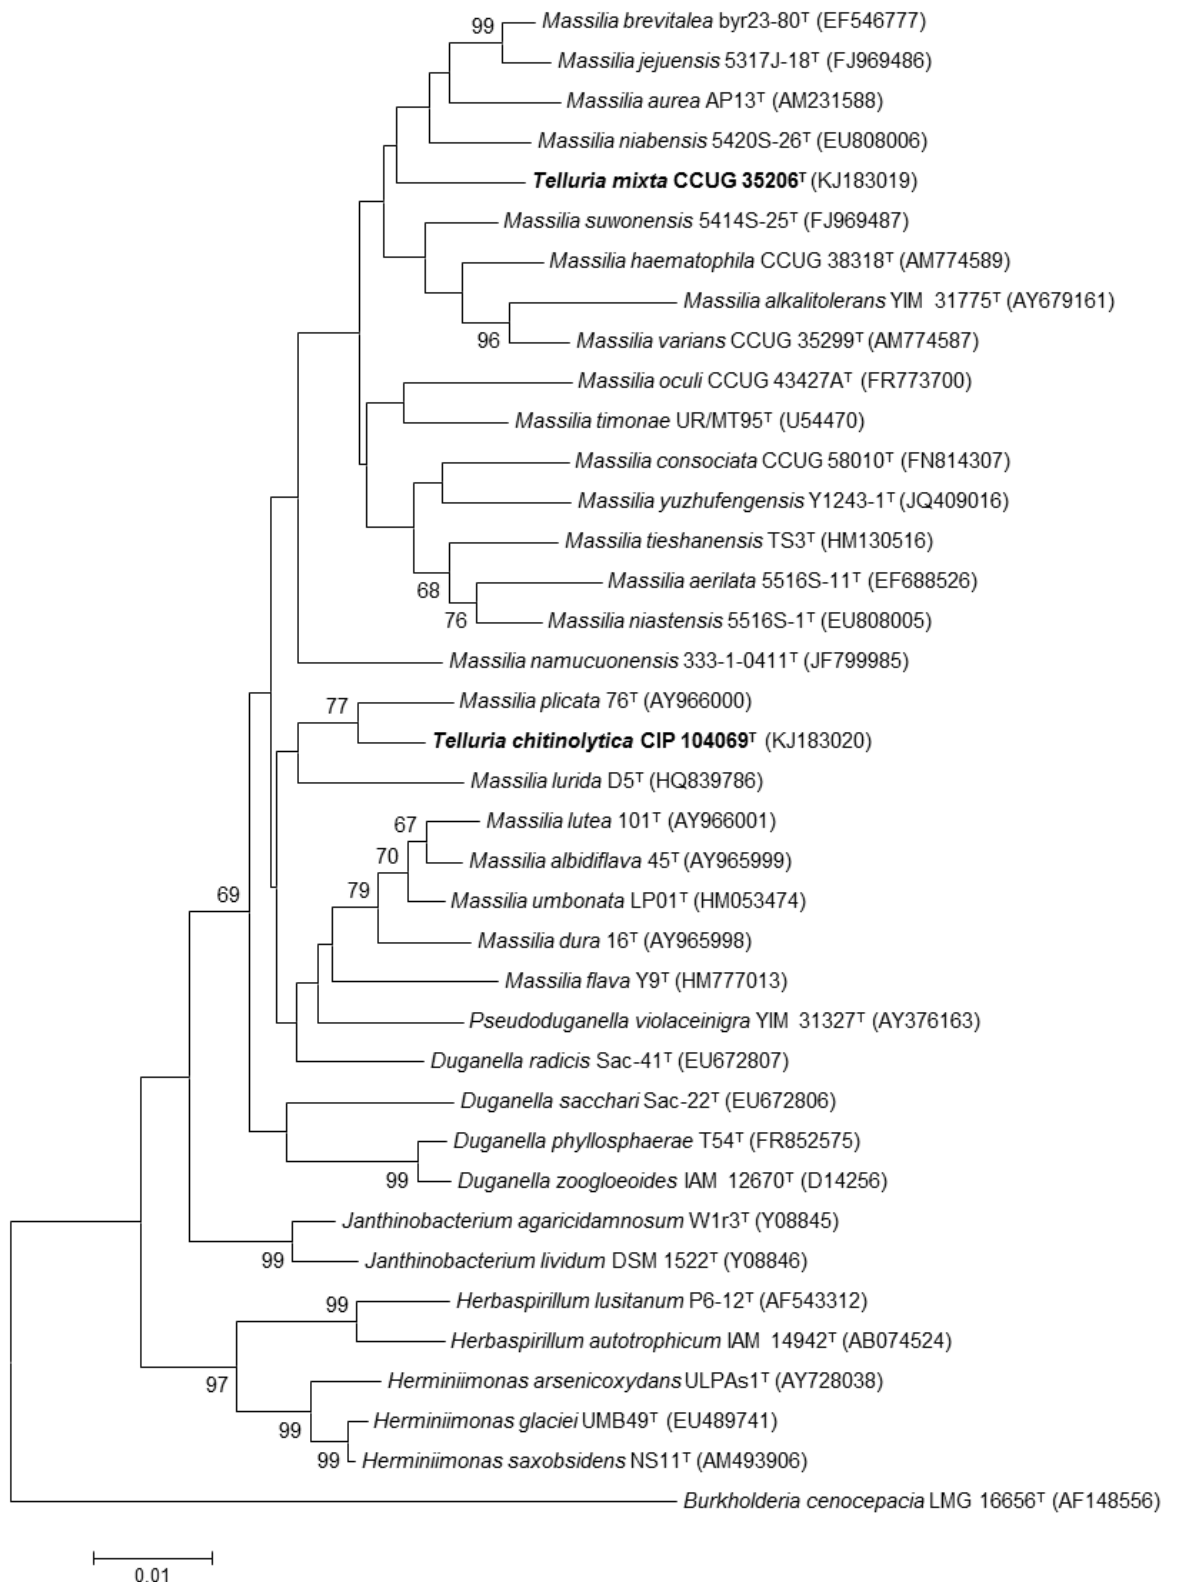 99 Massilia brevitalea byr23-80ᵀ (EF546777)
Massilia jejuensis 5317J-18ᵀ (FJ969486)
Massilia aurea AP13ᵀ (AM231588)
Massilia niabensis 5420S-26ᵀ (EU808006)
Telluria mixta CCUG 35206ᵀ (KJ183019)
Massilia suwonensis 5414S-25ᵀ (FJ969487)
Massilia haematophila CCUG 38318ᵀ (AM774589)
Massilia alkalitolerans YIM 31775ᵀ (AY679161)
96 Massilia varians CCUG 35299ᵀ (AM774587)
Massilia oculi CCUG 43427Aᵀ (FR773700)
Massilia timonae UR/MT95ᵀ (U54470)
Massilia consociata CCUG 58010ᵀ (FN814307)
Massilia yuzhufengensis Y1243-1ᵀ (JQ409016)
Massilia tieshanensis TS3ᵀ (HM130516)
68 Massilia aerilata 5516S-11ᵀ (EF688526)
76 Massilia niastensis 5516S-1ᵀ (EU808005)
Massilia namucuonensis 333-1-0411ᵀ (JF799985)
77 Massilia plicata 76ᵀ (AY966000)
Telluria chitinolytica CIP 104069ᵀ (KJ183020)
Massilia lurida D5ᵀ (HQ839786)
67 Massilia lutea 101ᵀ (AY966001)
70 Massilia albidiflava 45ᵀ (AY965999)
69 79 Massilia umbonata LP01ᵀ (HM053474)
Massilia dura 16ᵀ (AY965998)
Massilia flava Y9ᵀ (HM777013)
Pseudoduganella violaceinigra YIM 31327ᵀ (AY376163)
Duganella radicis Sac-41ᵀ (EU672807)
Duganella sacchari Sac-22ᵀ (EU672806)
Duganella phyllosphaerae T54ᵀ (FR852575)
99 Duganella zoogloeoides IAM 12670ᵀ (D14256)
Janthinobacterium agaricidamnosum W1r3ᵀ (Y08845)
99 Janthinobacterium lividum DSM 1522ᵀ (Y08846)
99 Herbaspirillum lusitanum P6-12ᵀ (AF543312)
Herbaspirillum autotrophicum IAM 14942ᵀ (AB074524)
97 Herminiimonas arsenicoxydans ULPAs1ᵀ (AY728038)
99 Herminiimonas glaciei UMB49ᵀ (EU489741)
99 Herminiimonas saxobsidens NS11ᵀ (AM493906)
Burkholderia cenocepacia LMG 16656ᵀ (AF148556)
0.01